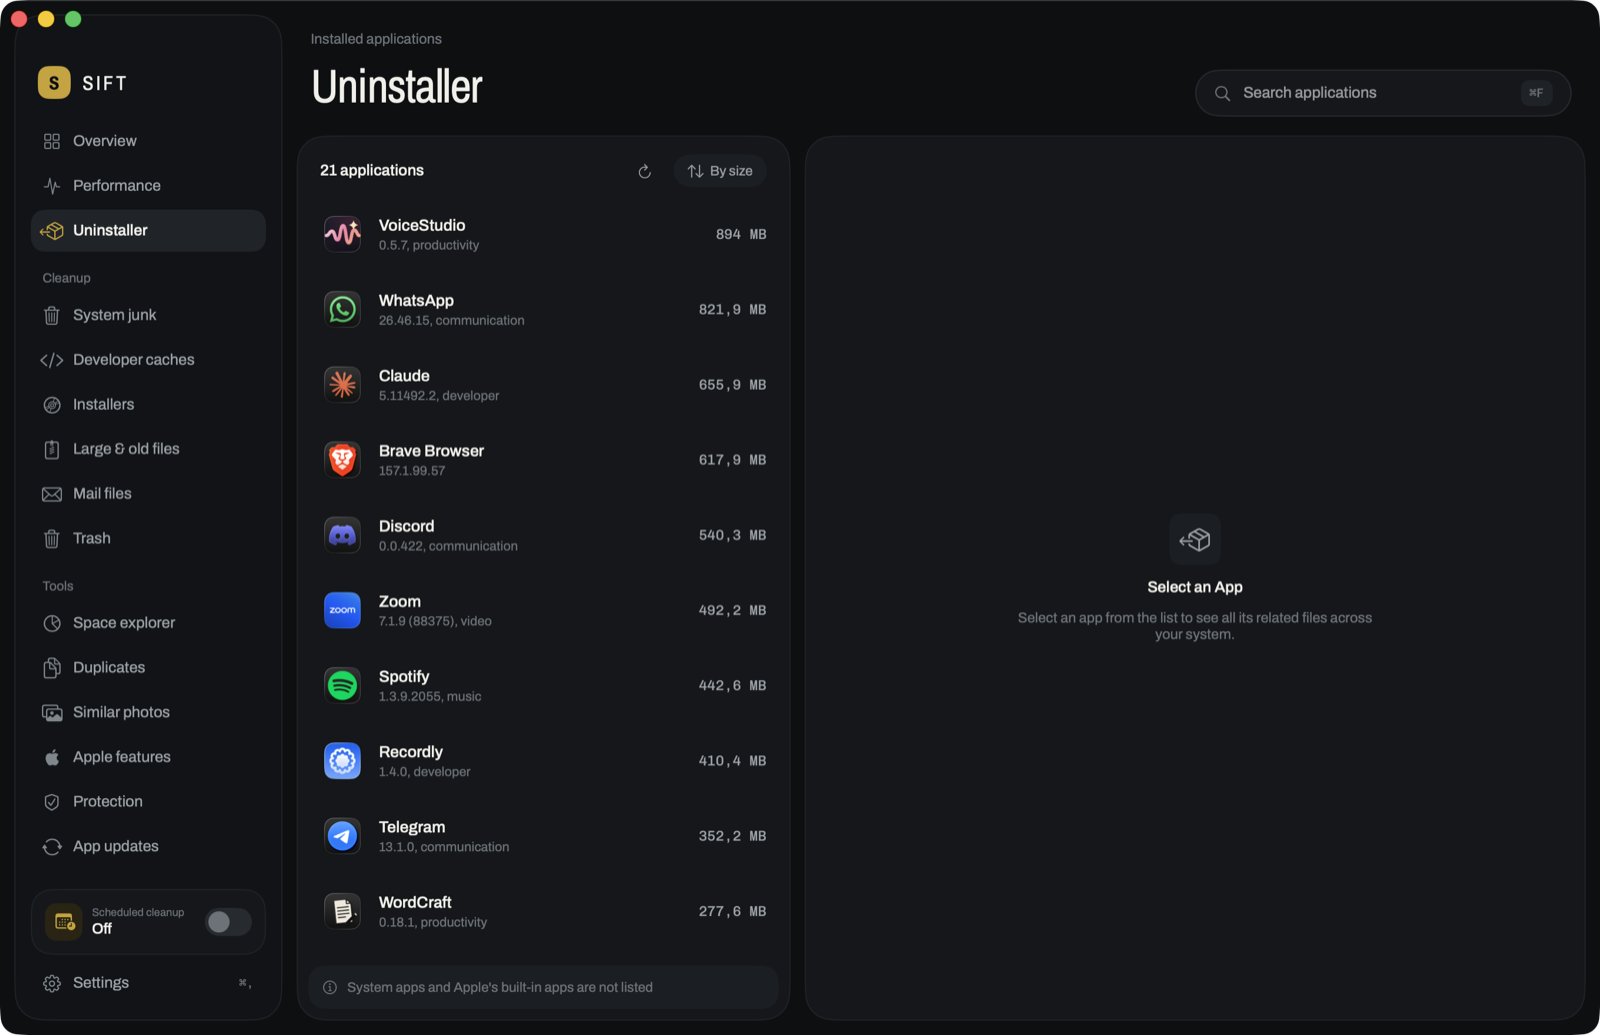 S SIFT
Overview
Performance
Uninstaller
Cleanup
System junk
Developer caches
Installers
Large & old files
Mail files
Trash
Tools
Space explorer
Duplicates
Similar photos
Apple features
Protection
App updates
Scheduled cleanup
Off
Settings ⌘,
Installed applications
Uninstaller
Search applications ⌘F
21 applications By size
VoiceStudio
0.5.7, productivity
894 MB
WhatsApp
26.46.15, communication
821,9 MB
Claude
5.11492.2, developer
655,9 MB
Brave Browser
157.1.99.57
617,9 MB
Discord
0.0.422, communication
540,3 MB
zoom
Zoom
7.1.9 (88375), video
492,2 MB
Spotify
1.3.9.2055, music
442,6 MB
Recordly
1.4.0, developer
410,4 MB
Telegram
13.1.0, communication
352,2 MB
WordCraft
0.18.1, productivity
277,6 MB
System apps and Apple's built-in apps are not listed
Select an App
Select an app from the list to see all its related files across
your system.